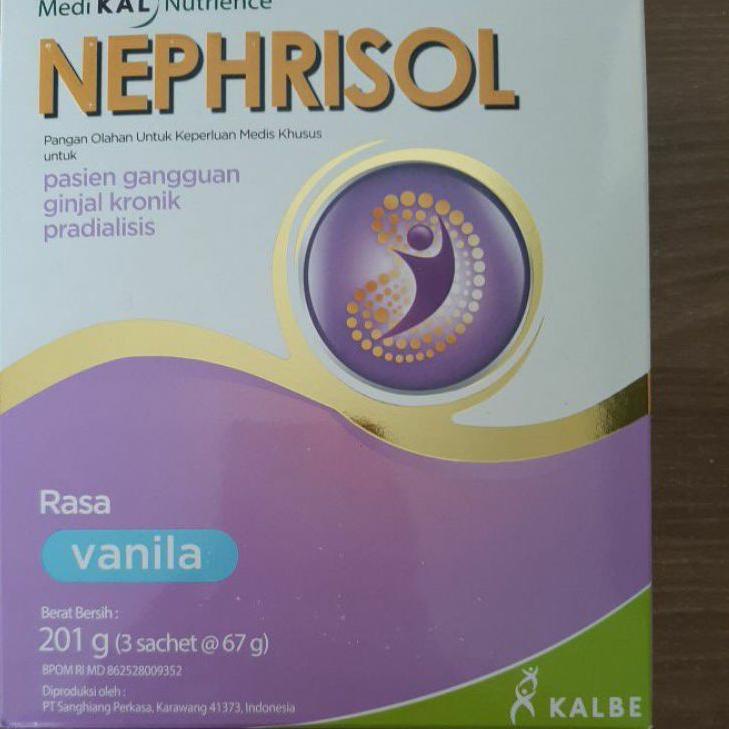 Medi KAL Nutrience
NEPHRISOL
Pangan Olahan Untuk Keperluan Medis Khusus
untuk
pasien gangguan
ginjal kronik
pradialisis
Rasa
vanila
Berat Bersih :
201 g (3 sachet @ 67 g)
BPOM RI MD 862528009352
Diproduksi oleh :
PT Sanghiang Perkasa, Karawang 41373, Indonesia
KALBE